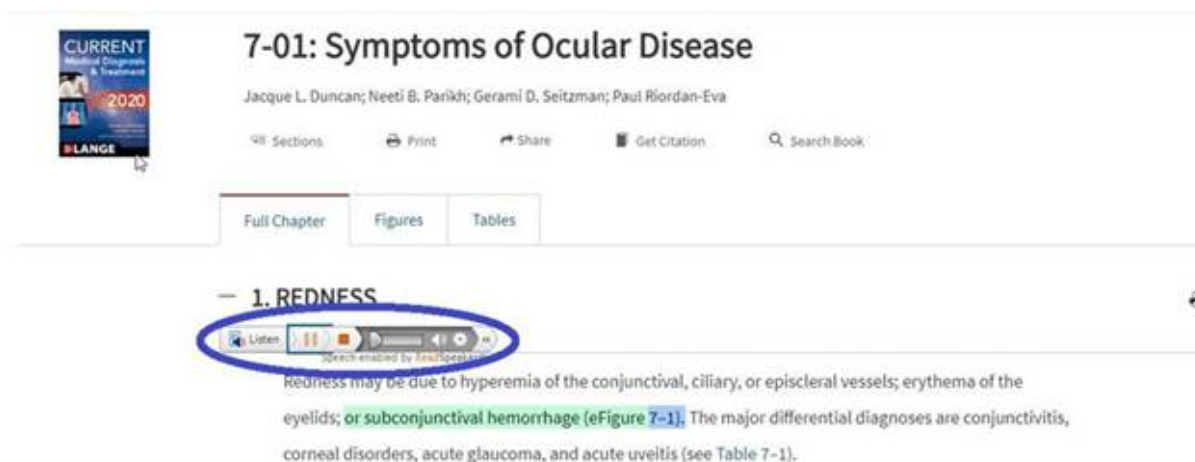 CURRENT
Medical Diagnosis
& Treatment
2020
LANGE
7-01: Symptoms of Ocular Disease
Jacque L. Duncan; Neeti B. Parikh; Gerami D. Seitzman; Paul Riordan-Eva
Sections Print Share Get Citation Search Book
Full Chapter Figures Tables
1. REDNESS
Listen
Speech enabled by ReadSpeaker
Redness may be due to hyperemia of the conjunctival, ciliary, or episcleral vessels; erythema of the
eyelids; or subconjunctival hemorrhage (eFigure 7–1). The major differential diagnoses are conjunctivitis,
corneal disorders, acute glaucoma, and acute uveitis (see Table 7–1).